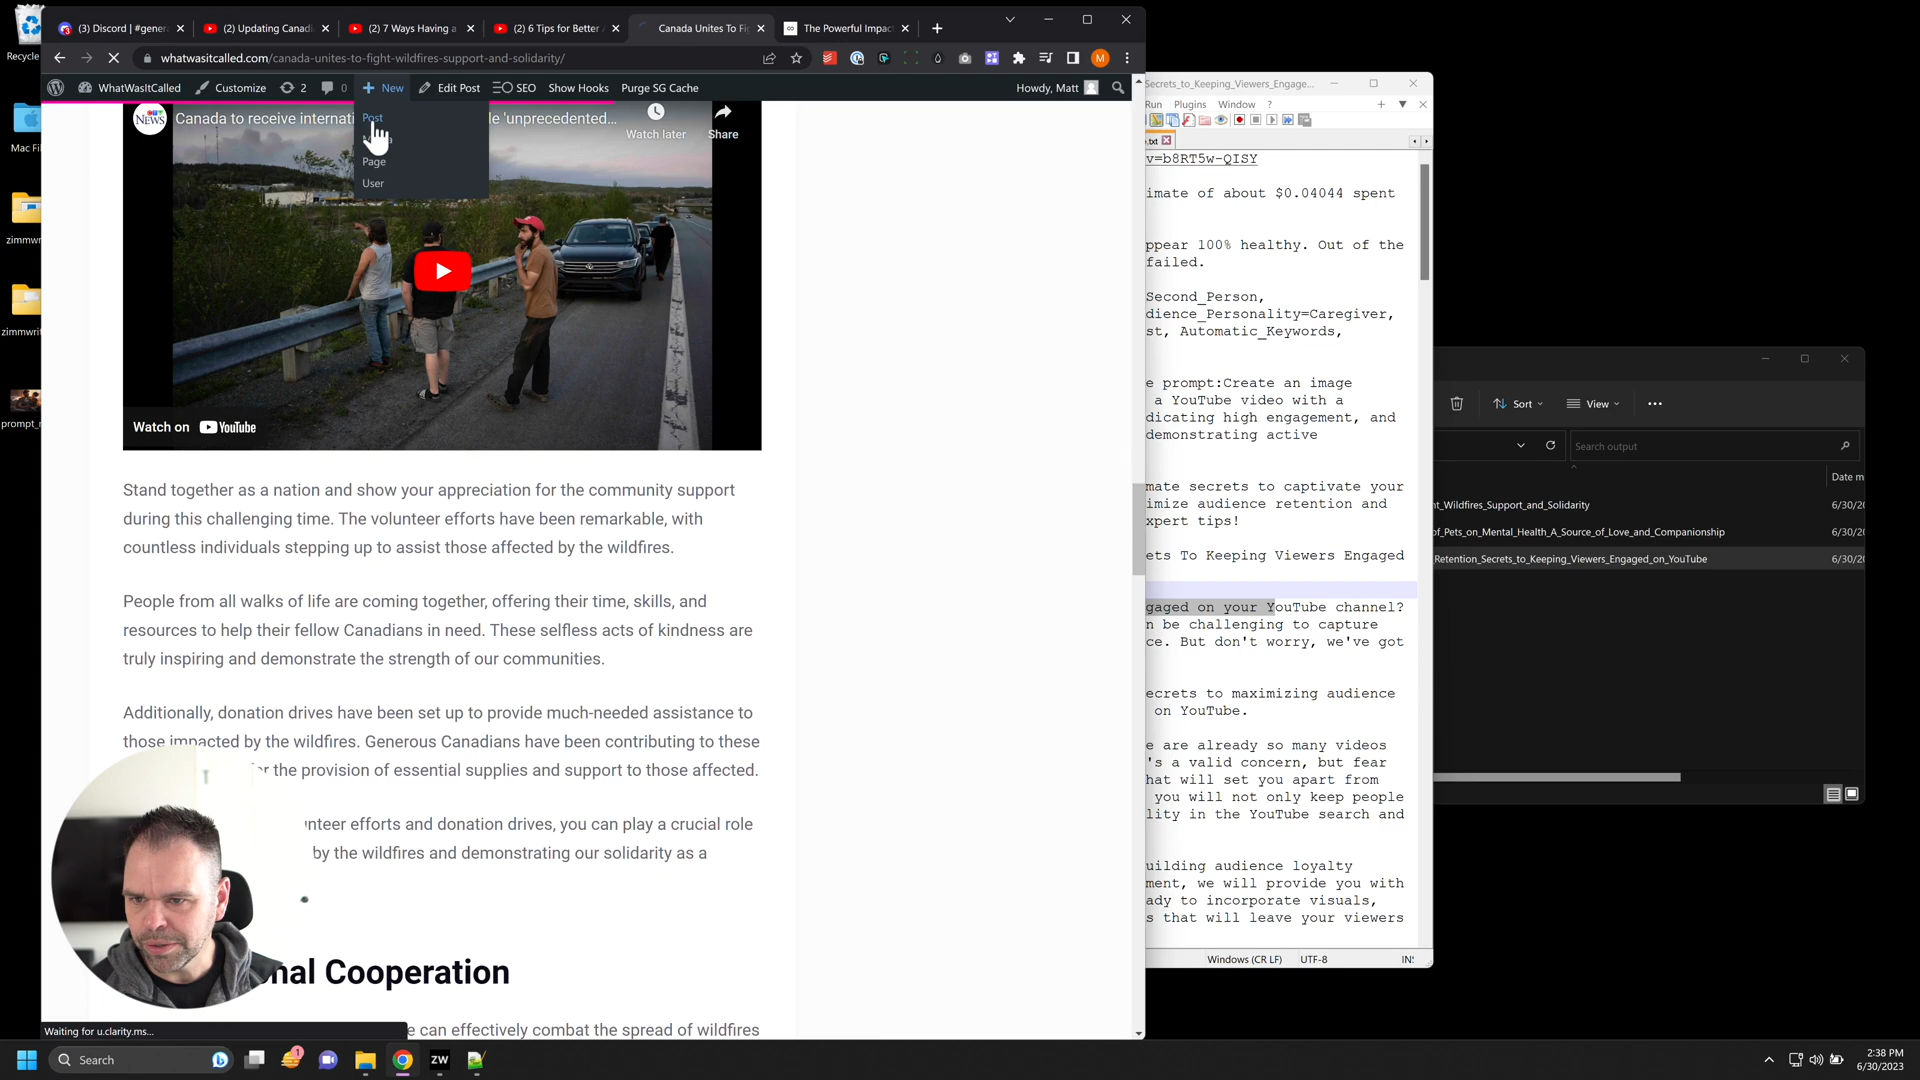 (3) Discord | #gener
(2) Updating Canadi
(2) 7 Ways Having a
(2) 6 Tips for Better
Canada Unites To Fi
The Powerful Impac
whatwasitcalled.com/canada-unites-to-fight-wildfires-support-and-solidarity/
WhatWasItCalled
Customize
2
0
New
Edit Post
SEO
Show Hooks
Purge SG Cache
Howdy, Matt
Post
Page
User
NEWS
Canada to receive internati
le 'unprecedented...
Watch later
Share
Watch on YouTube
Stand together as a nation and show your appreciation for the community support
during this challenging time. The volunteer efforts have been remarkable, with
countless individuals stepping up to assist those affected by the wildfires.
People from all walks of life are coming together, offering their time, skills, and
resources to help their fellow Canadians in need. These selfless acts of kindness are
truly inspiring and demonstrate the strength of our communities.
Additionally, donation drives have been set up to provide much-needed assistance to
those impacted by the wildfires. Generous Canadians have been contributing to these
r the provision of essential supplies and support to those affected.
nteer efforts and donation drives, you can play a crucial role
by the wildfires and demonstrating our solidarity as a
nal Cooperation
e can effectively combat the spread of wildfires
Waiting for u.clarity.ms...
Secrets_to_Keeping_Viewers_Engage...
Run
Plugins
Window
?
.txt
v=b8RT5w-QISY
imate of about $0.04044 spent
ppear 100% healthy. Out of the
failed.
Second_Person,
dience_Personality=Caregiver,
st, Automatic_Keywords,
e prompt:Create an image
a YouTube video with a
dicating high engagement, and
demonstrating active
mate secrets to captivate your
imize audience retention and
xpert tips!
ets To Keeping Viewers Engaged
gaged on your YouTube channel?
n be challenging to capture
ce. But don't worry, we've got
ecrets to maximizing audience
on YouTube.
e are already so many videos
's a valid concern, but fear
hat will set you apart from
you will not only keep people
lity in the YouTube search and
uilding audience loyalty
ment, we will provide you with
ady to incorporate visuals,
s that will leave your viewers
Windows (CR LF)
UTF-8
IN
Sort
View
Search output
Date m
ht_Wildfires_Support_and_Solidarity
6/30/20
of_Pets_on_Mental_Health_A_Source_of_Love_and_Companionship
6/30/20
Retention_Secrets_to_Keeping_Viewers_Engaged_on_YouTube
6/30/20
Recycle
Mac Fil
zimmwr
zimmwri
prompt_r
Search
1
ZW
2:38 PM
6/30/2023